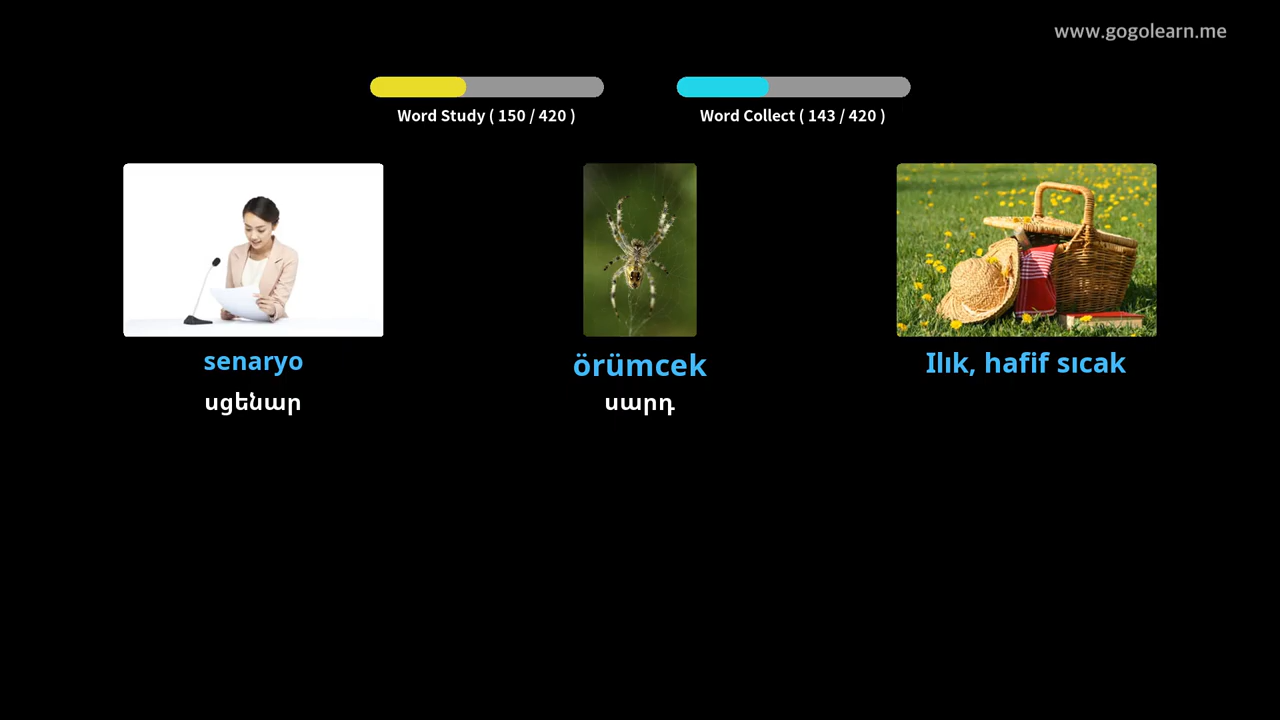 www.gogolearn.me
Word Study ( 150 / 420 )
Word Collect ( 143 / 420 )
senaryo
սցենար
örümcek
սարդ
Ilık, hafif sıcak